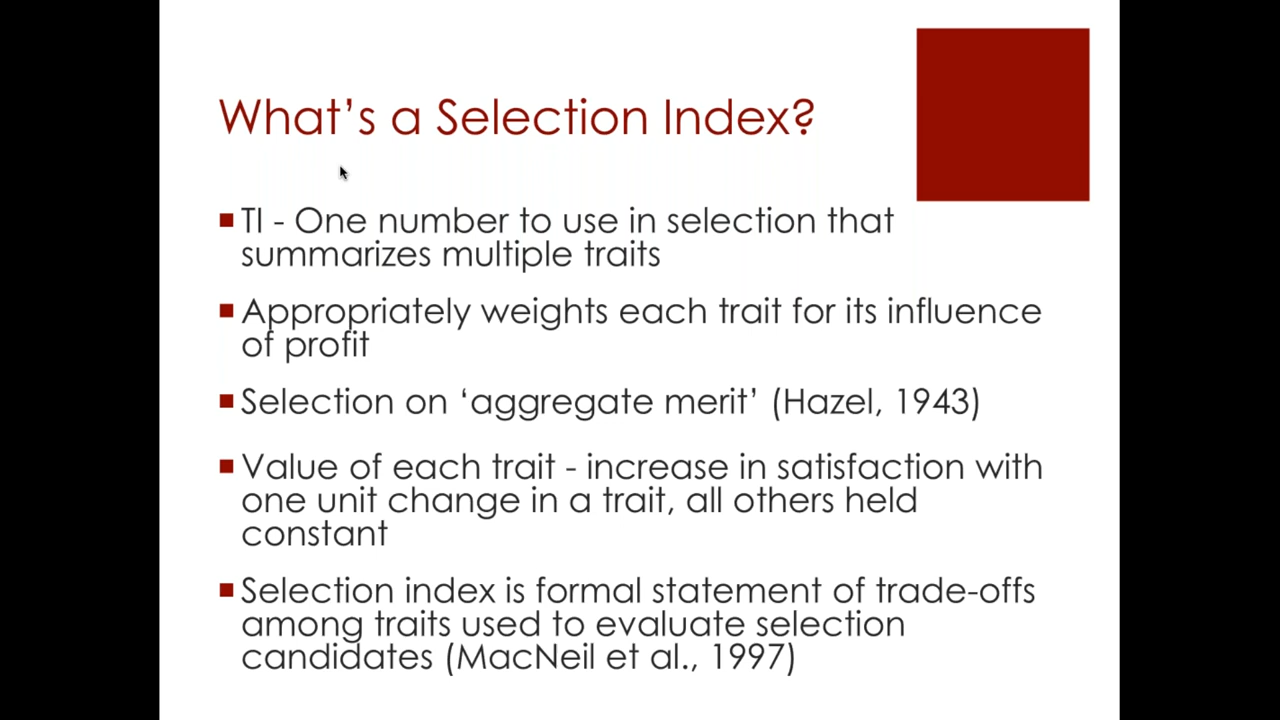 What's a Selection Index?
TI - One number to use in selection that
summarizes multiple traits
Appropriately weights each trait for its influence
of profit
Selection on ‘aggregate merit’ (Hazel, 1943)
Value of each trait - increase in satisfaction with
one unit change in a trait, all others held
constant
Selection index is formal statement of trade-offs
among traits used to evaluate selection
candidates (MacNeil et al., 1997)